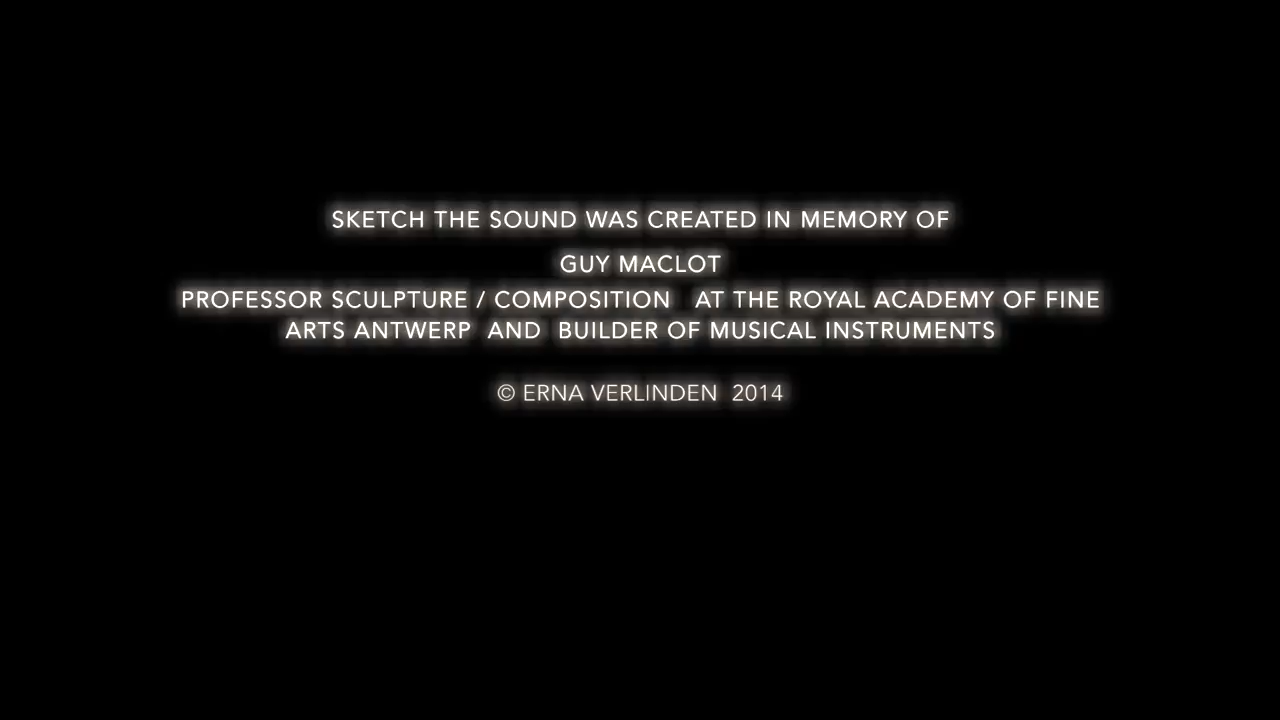 SKETCH THE SOUND WAS CREATED IN MEMORY OF
GUY MACLOT
PROFESSOR SCULPTURE / COMPOSITION AT THE ROYAL ACADEMY OF FINE
ARTS ANTWERP AND BUILDER OF MUSICAL INSTRUMENTS
© ERNA VERLINDEN 2014